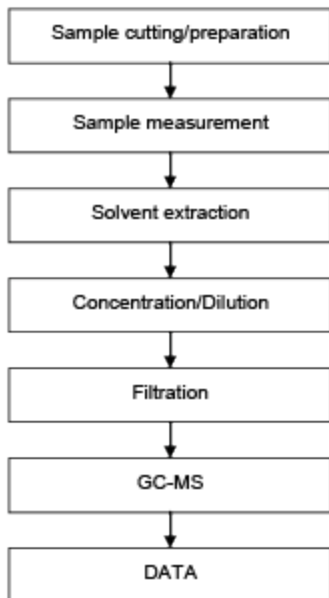 Sample cutting/preparation
Sample measurement
Solvent extraction
Concentration/Dilution
Filtration
GC-MS
DATA